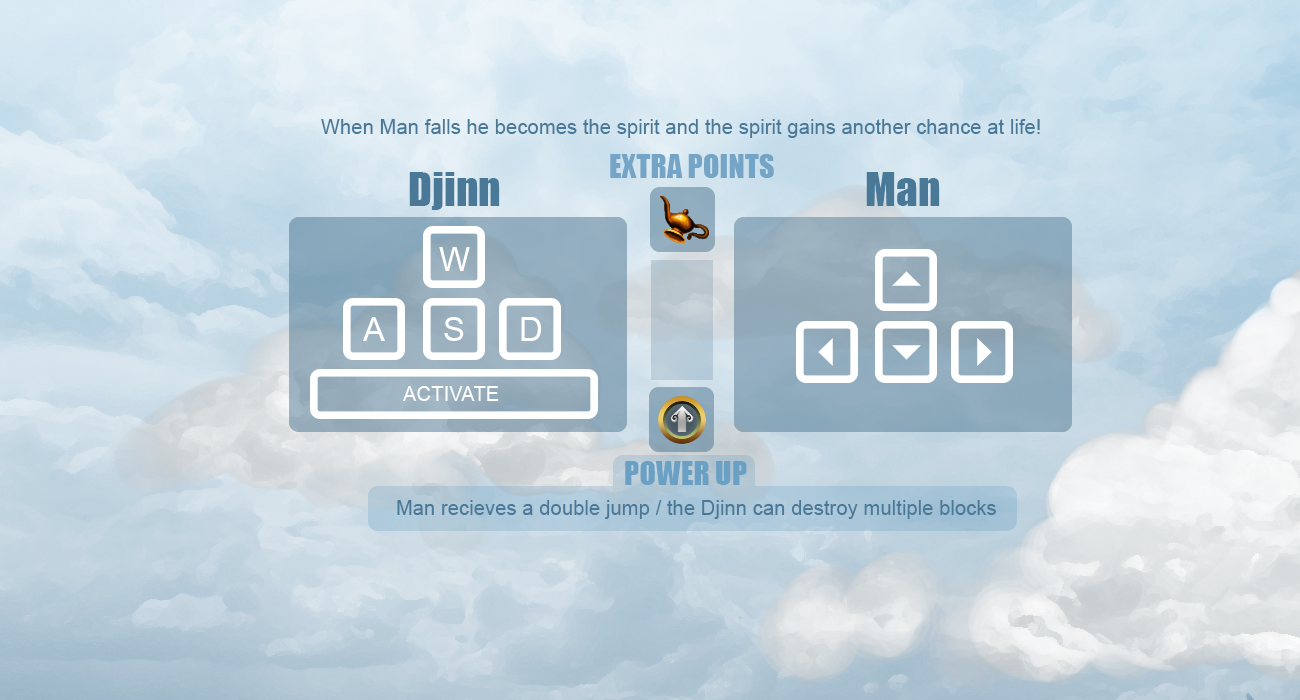 When Man falls he becomes the spirit and the spirit gains another chance at life!
EXTRA POINTS
Djinn
Man
W
A S D
ACTIVATE
POWER UP
Man recieves a double jump / the Djinn can destroy multiple blocks